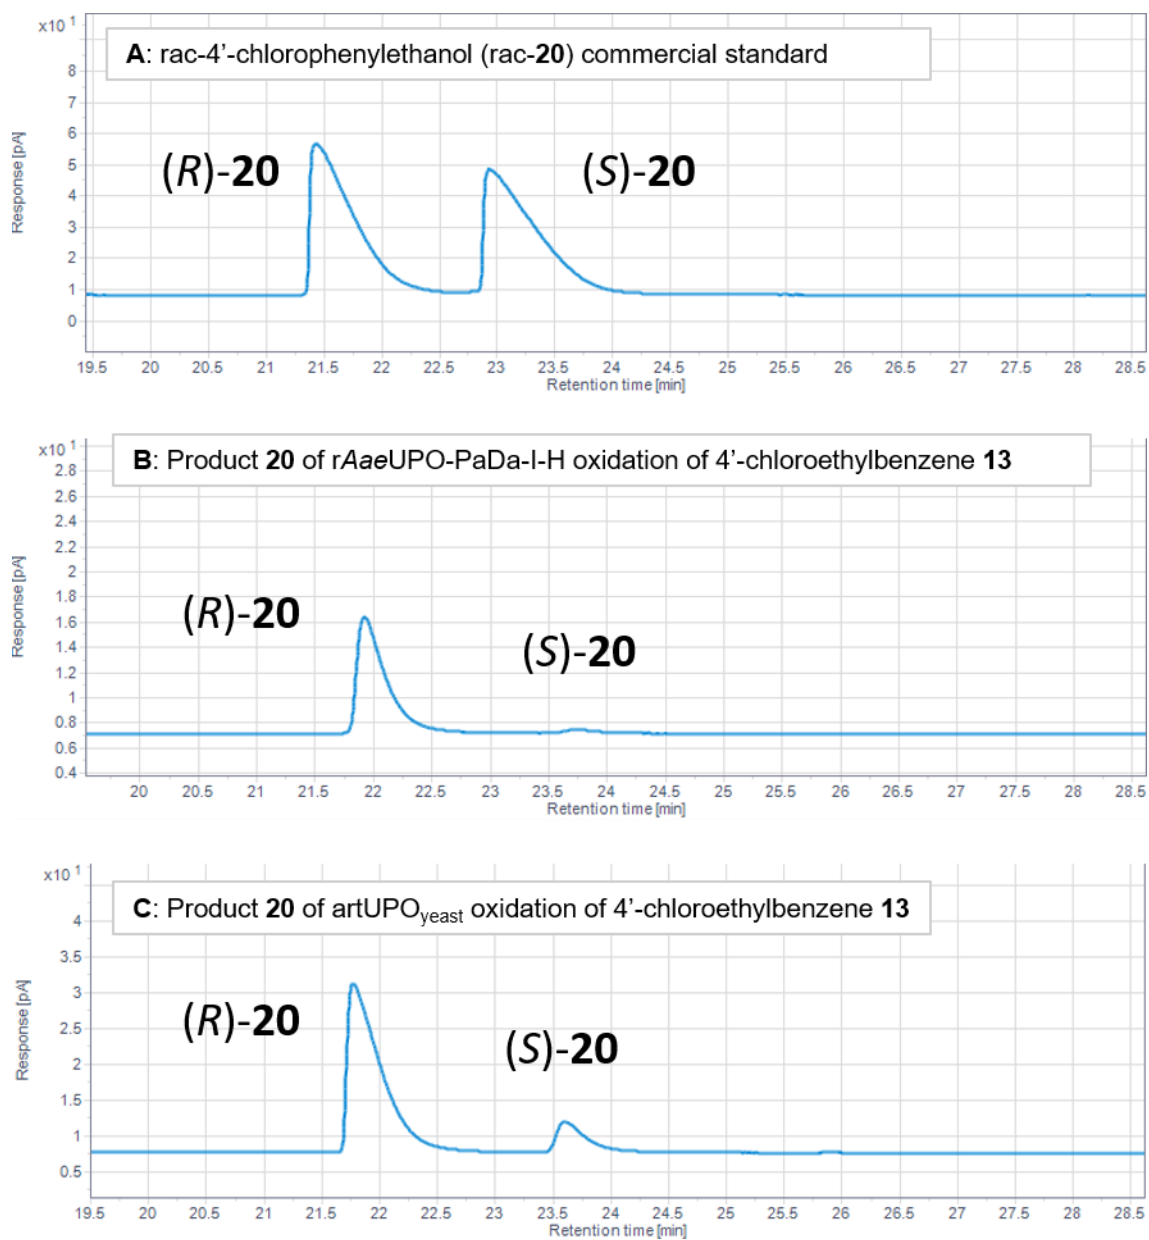 x10 1
A: rac-4’-chlorophenylethanol (rac-20) commercial standard
8
7
6
5
4
3
2
1
0
Response [pA]
(R)-20
(S)-20
19.5 20 20.5 21 21.5 22 22.5 23 23.5 24 24.5 25 25.5 26 26.5 27 27.5 28 28.5
Retention time [min]
x10 1
B: Product 20 of rAaeUPO-PaDa-I-H oxidation of 4’-chloroethylbenzene 13
2.8
2.6
2.4
2.2
2
1.8
1.6
1.4
1.2
1
0.8
0.6
0.4
Response [pA]
(R)-20
(S)-20
20 20.5 21 21.5 22 22.5 23 23.5 24 24.5 25 25.5 26 26.5 27 27.5 28 28.5
Retention time [min]
x10 1
C: Product 20 of artUPOyeast oxidation of 4’-chloroethylbenzene 13
4
3.5
3
2.5
2
1.5
1
0.5
Response [pA]
(R)-20
(S)-20
19.5 20 20.5 21 21.5 22 22.5 23 23.5 24 24.5 25 25.5 26 26.5 27 27.5 28 28.5
Retention time [min]